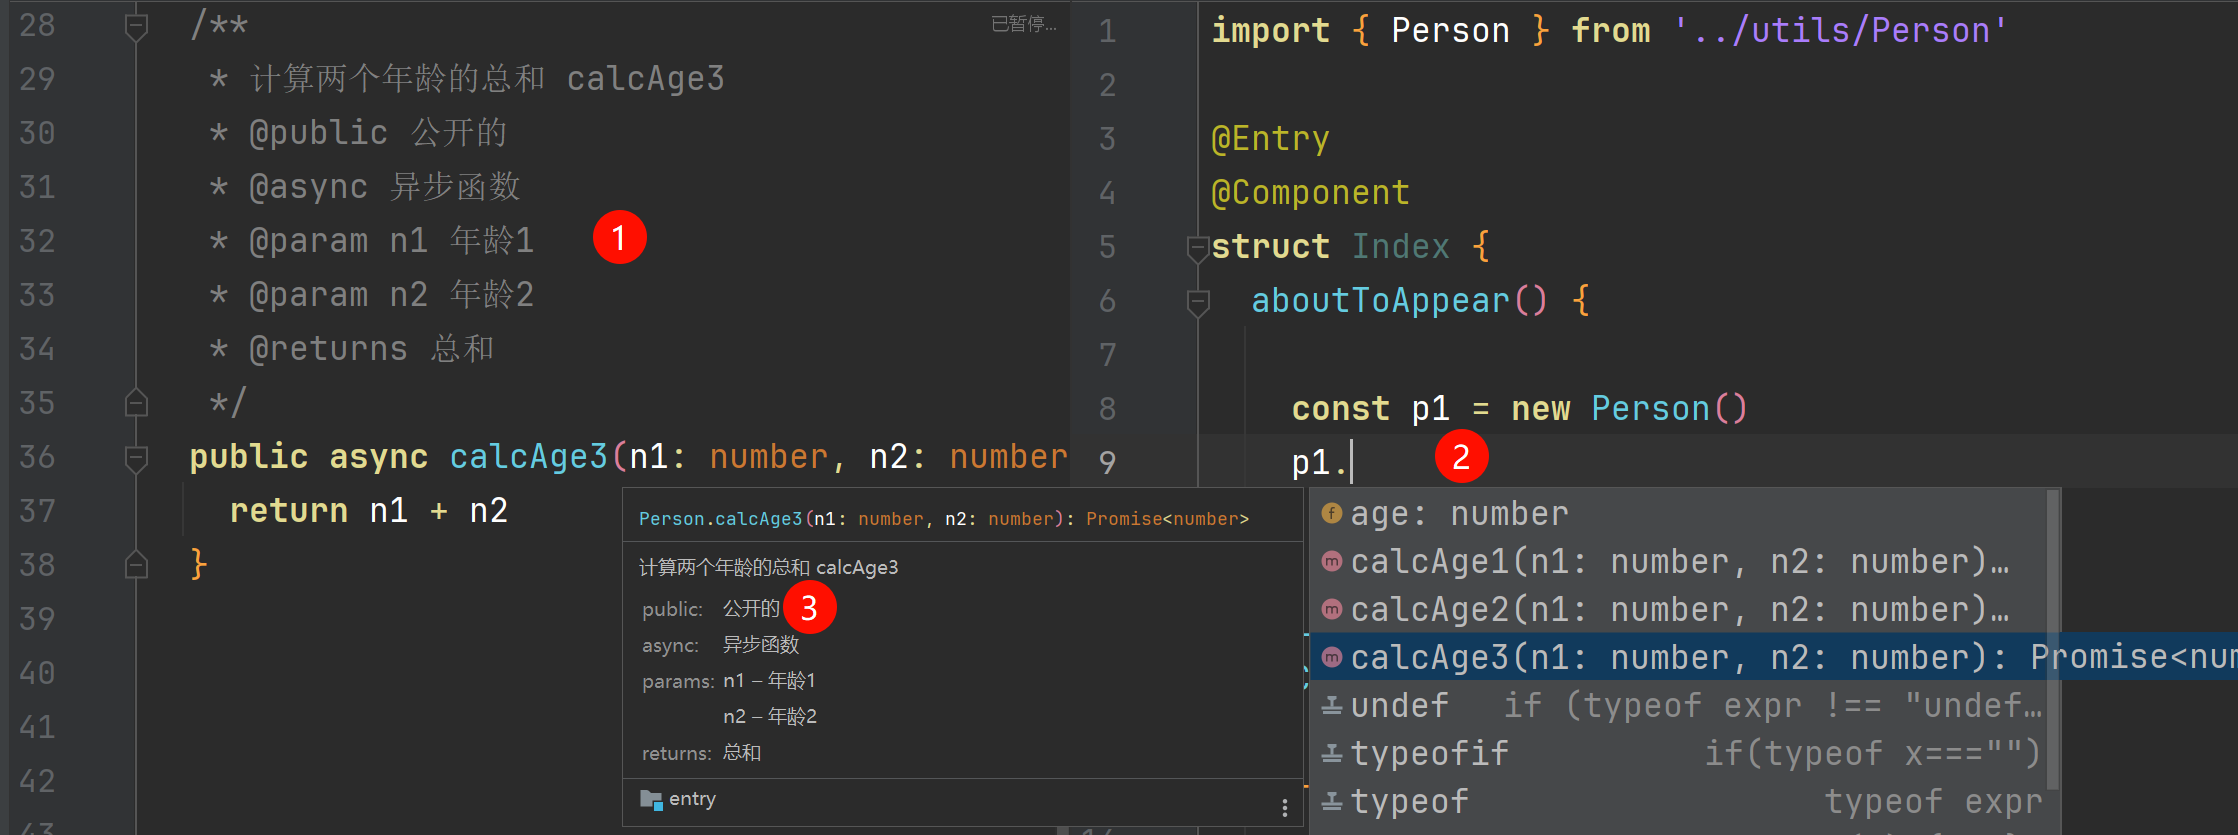 28 /**
29 * 计算两个年龄的总和 calcAge3
30 * @public 公开的
31 * @async 异步函数
32 * @param n1 年龄1
33 * @param n2 年龄2
34 * @returns 总和
35 */
36 public async calcAge3(n1: number, n2: number
37 return n1 + n2
38 }
39
40
41
42
43
已暂停...
1
Person.calcAge3(n1: number, n2: number): Promise<number>
计算两个年龄的总和 calcAge3
public: 公开的
3
async: 异步函数
params: n1 – 年龄1
n2 – 年龄2
returns: 总和
entry
1 import { Person } from '../utils/Person'
2
3 @Entry
4 @Component
5 struct Index {
6 aboutToAppear() {
7
8 const p1 = new Person()
9 p1.
2
age: number
calcAge1(n1: number, n2: number)…
calcAge2(n1: number, n2: number)…
calcAge3(n1: number, n2: number): Promise<num
undef if (typeof expr !== "undef…
typeofif if(typeof x==="")
typeof typeof expr